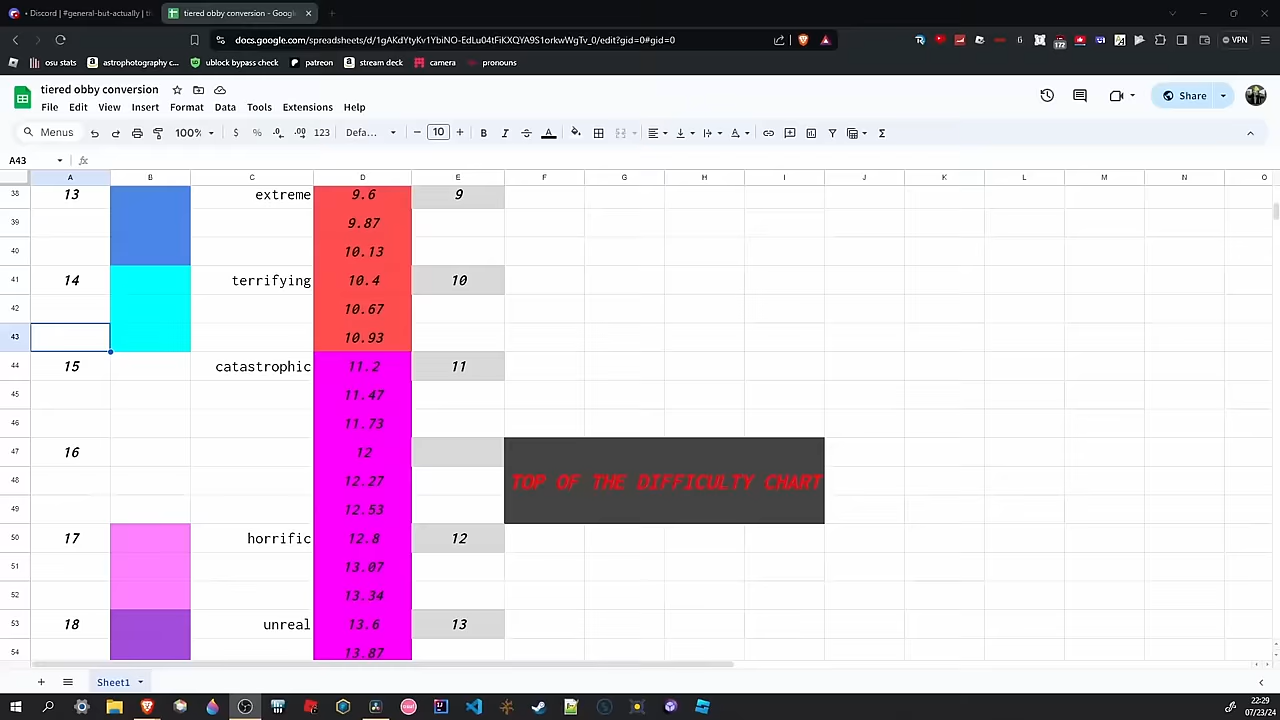 Discord | #general-but-actually | ti
tiered obby conversion - Google
docs.google.com/spreadsheets/d/1gAKdYtyKv1YbiNO-EdLu04tFiKXQYA9S1orkwWgTv_0/edit?gid=0#gid=0
172
VPN
osu stats
astrophotography c...
ublock bypass check
patreon
stream deck
camera
pronouns
tiered obby conversion
File Edit View Insert Format Data Tools Extensions Help
Share
Menus
100%
$ % .0 .00 123
Defa...
10
B I A
A43
fx
A B C D E F G H I J K L M N O
38 13 extreme 9.6 9
39 9.87
40 10.13
41 14 terrifying 10.4 10
42 10.67
43 10.93
44 15 catastrophic 11.2 11
45 11.47
46 11.73
47 16 12
48 12.27 TOP OF THE DIFFICULTY CHART
49 12.53
50 17 horrific 12.8 12
51 13.07
52 13.34
53 18 unreal 13.6 13
54 13.87
Sheet1
22:29
07/23/24